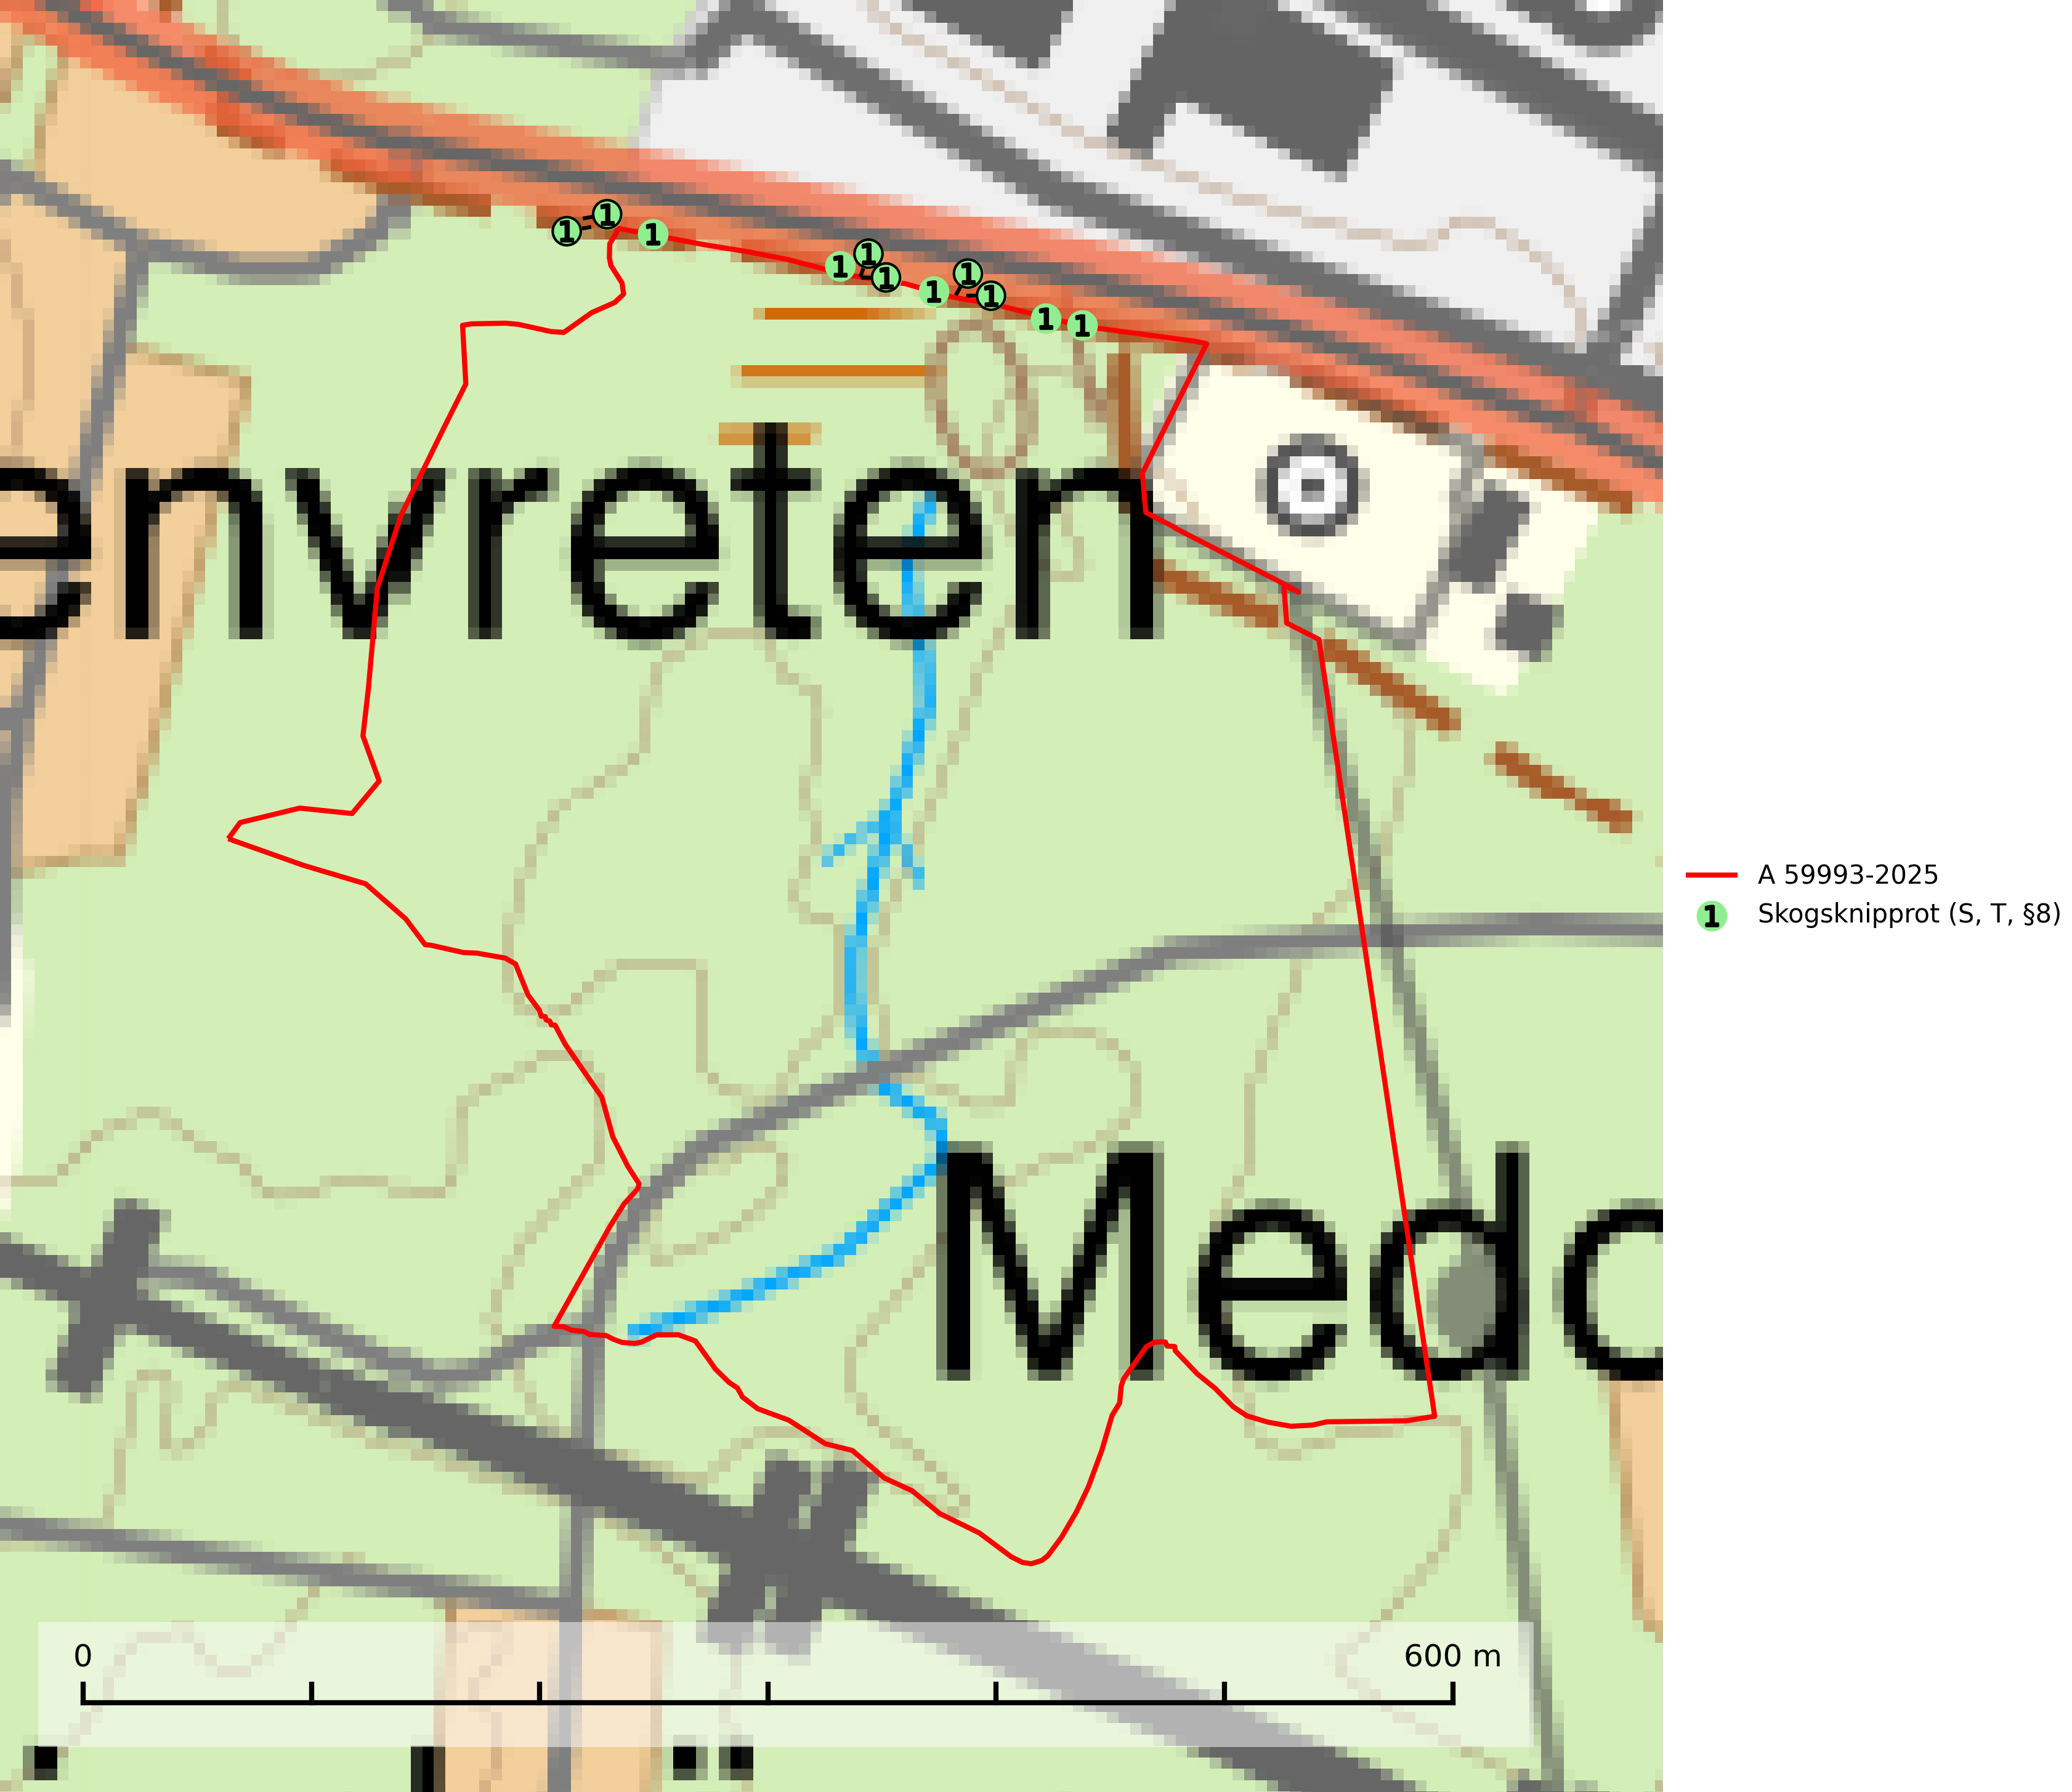 1 1 1 1 1 1 1 1 1 1 1
envreten
A 59993-2025
1 Skogsknipprot (S, T, §8)
Med
0 600 m